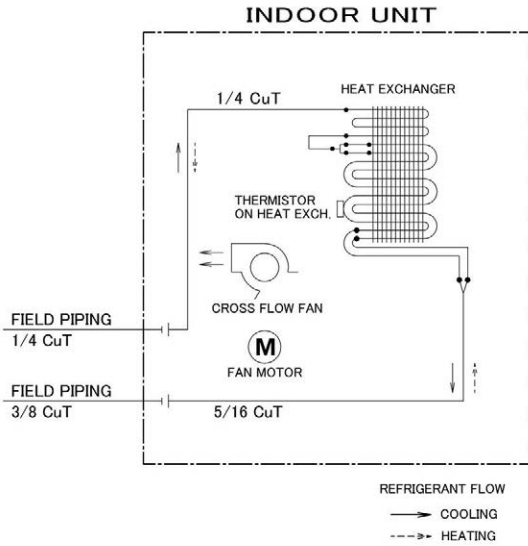 INDOOR UNIT
HEAT EXCHANGER
1/4 CuT
THERMISTOR
ON HEAT EXCH.
CROSS FLOW FAN
FIELD PIPING
1/4 CuT
M
FAN MOTOR
FIELD PIPING
3/8 CuT
5/16 CuT
REFRIGERANT FLOW
COOLING
HEATING